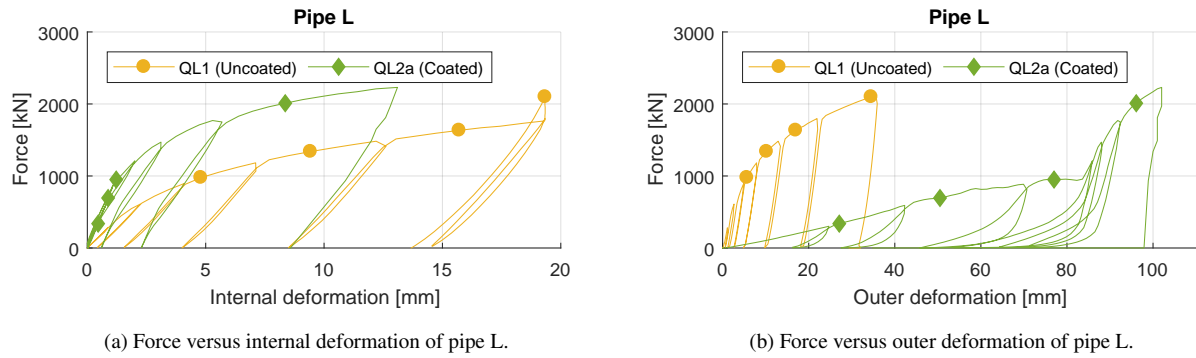 Pipe L
3000
2000
1000
0
Force [kN]
QL1 (Uncoated)
QL2a (Coated)
0 5 10 15 20
Internal deformation [mm]
(a) Force versus internal deformation of pipe L.
Pipe L
3000
2000
1000
0
Force [kN]
QL1 (Uncoated)
QL2a (Coated)
0 20 40 60 80 100
Outer deformation [mm]
(b) Force versus outer deformation of pipe L.